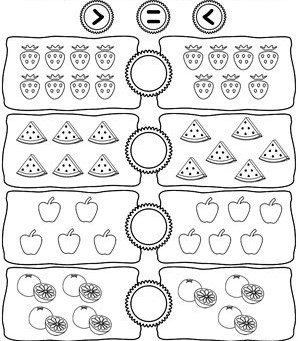 > = <